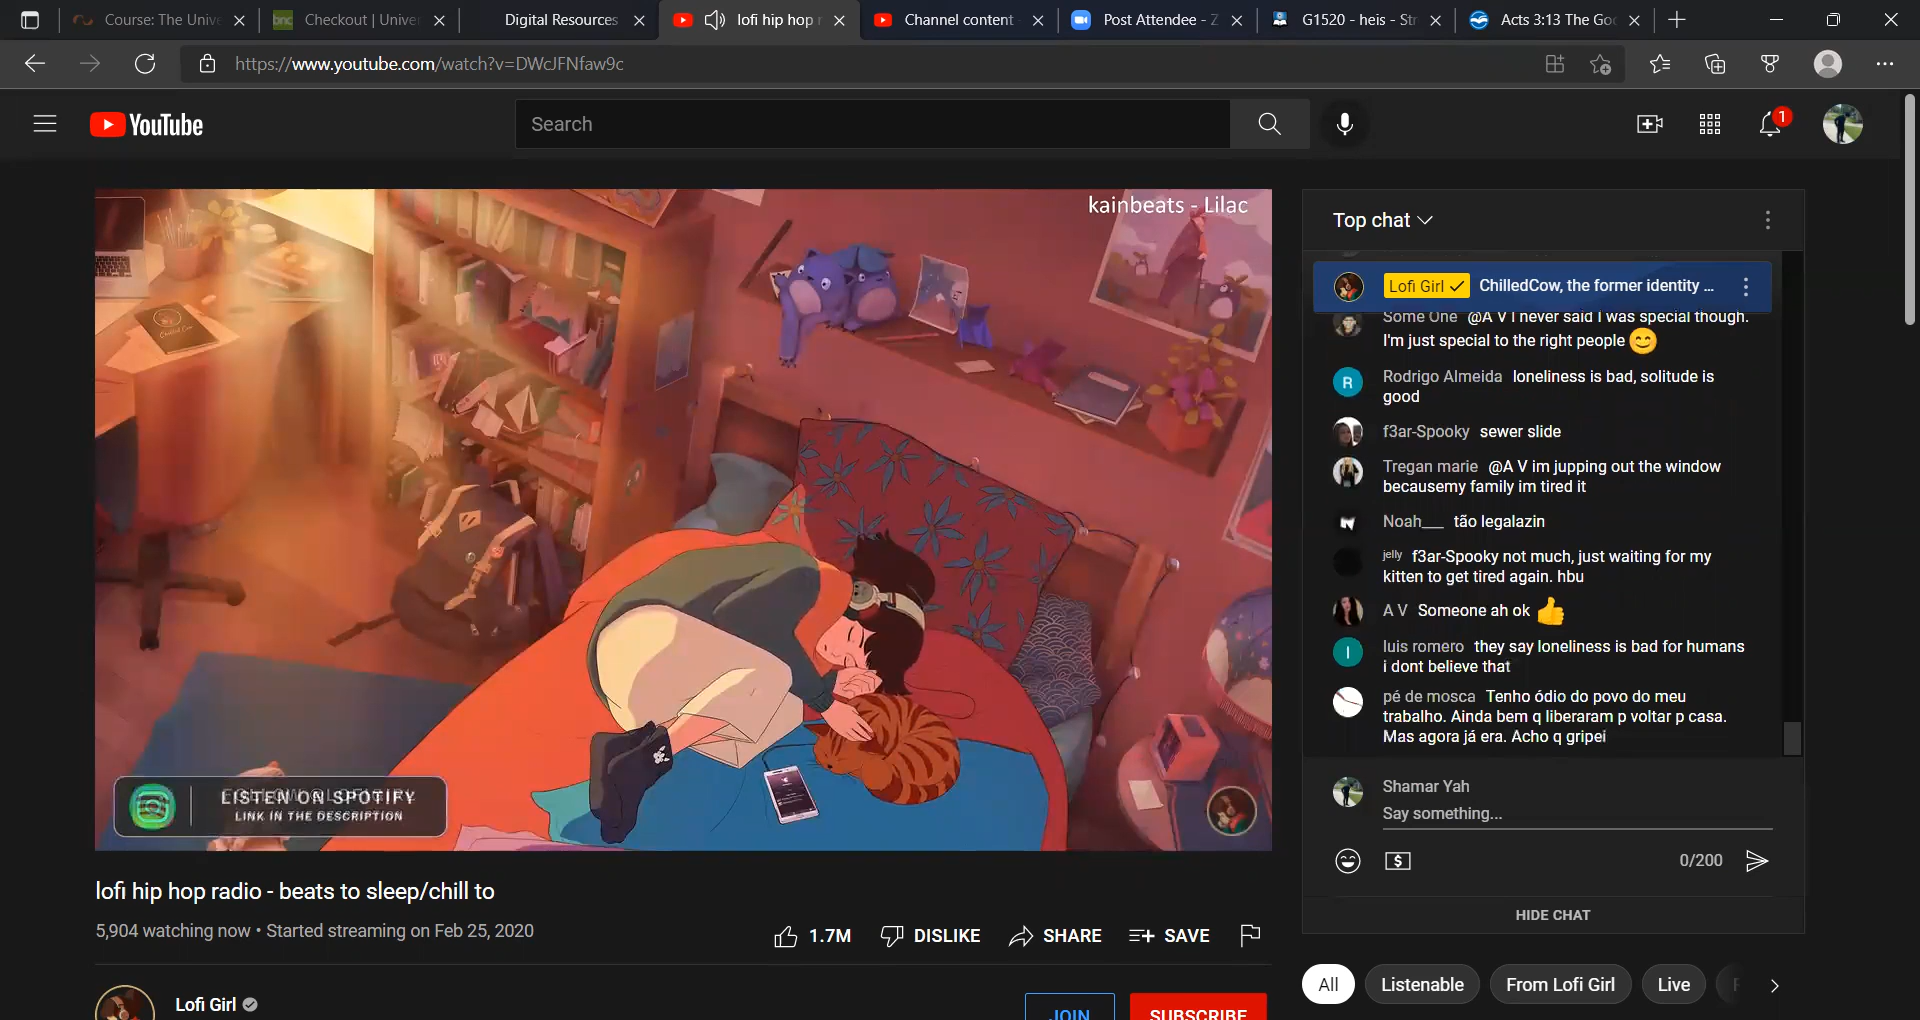 Course: The Unive
bnc Checkout | Univer
Digital Resources
lofi hip hop r
Channel content
Post Attendee - Z
G1520 - heis - Str
Acts 3:13 The Go
https://www.youtube.com/watch?v=DWcJFNfaw9c
YouTube
Search
1
kainbeats - Lilac
LISTEN ON SPOTIFY
LINK IN THE DESCRIPTION
lofi hip hop radio - beats to sleep/chill to
5,904 watching now • Started streaming on Feb 25, 2020
1.7M
DISLIKE
SHARE
SAVE
Lofi Girl
JOIN
SUBSCRIBE
Top chat
Lofi Girl ChilledCow, the former identity ...
Some One @A V I never said I was special though.
I'm just special to the right people
R
Rodrigo Almeida loneliness is bad, solitude is
good
f3ar-Spooky sewer slide
Tregan marie @A V im jupping out the window
becausemy family im tired it
Noah___ tão legalazin
jelly f3ar-Spooky not much, just waiting for my
kitten to get tired again. hbu
A V Someone ah ok
l
luis romero they say loneliness is bad for humans
i dont believe that
pé de mosca Tenho ódio do povo do meu
trabalho. Ainda bem q liberaram p voltar p casa.
Mas agora já era. Acho q gripei
Shamar Yah
Say something...
$
0/200
HIDE CHAT
All
Listenable
From Lofi Girl
Live